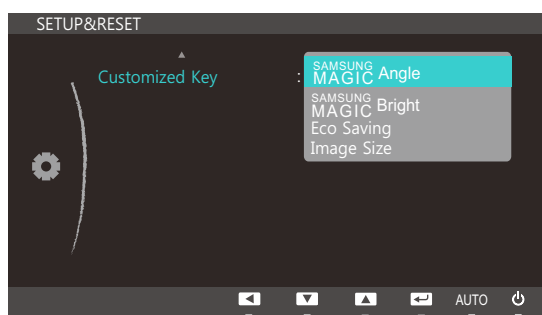 SETUP&RESET
Customized Key : SAMSUNG MAGIC Angle
SAMSUNG MAGIC Bright
Eco Saving
Image Size
AUTO